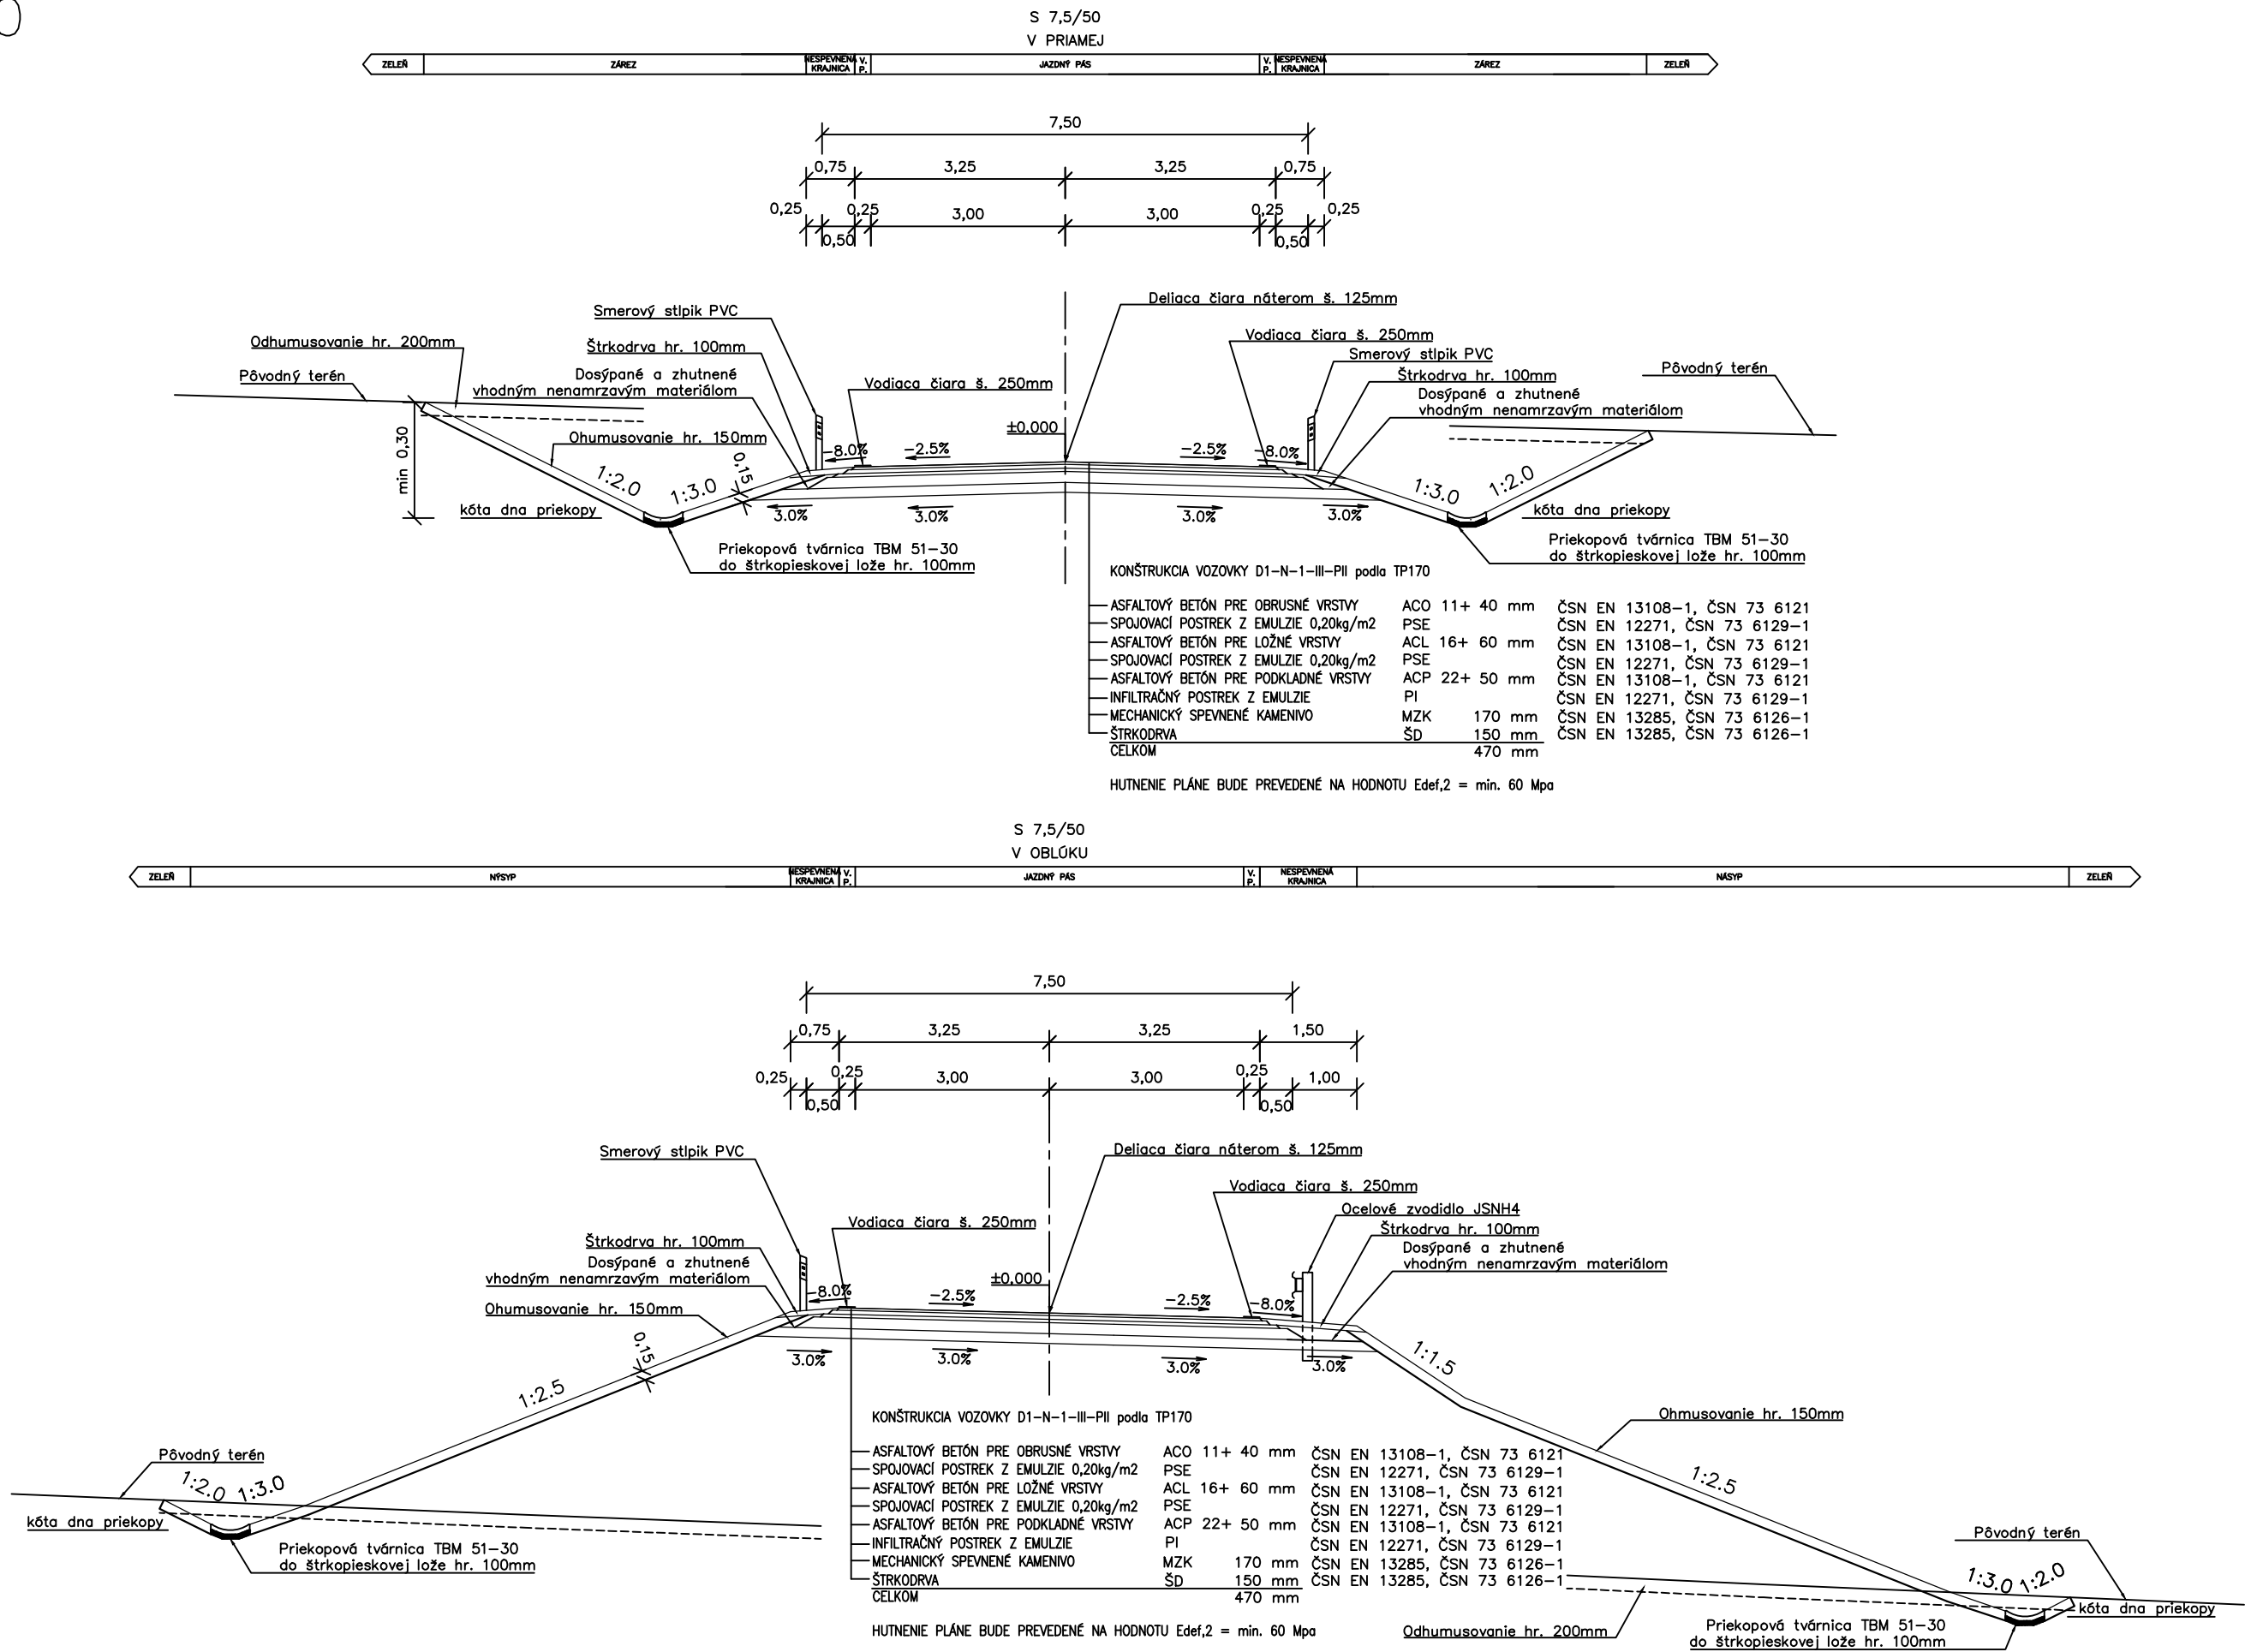 S 7,5/50
V PRIAMEJ
ZELEŇ ZÁREZ NESPEVNENÁ KRAJNICA V. P. JAZDNÝ PÁS V. P. NESPEVNENÁ KRAJNICA ZÁREZ ZELEŇ
7,50
0,75 3,25 3,25 0,75
0,25 0,25 3,00 3,00 0,25 0,25
0,50 0,50
Deliaca čiara náterom š. 125mm
Smerový stlpik PVC
Vodiaca čiara š. 250mm
Odhumusovanie hr. 200mm
Štrkodrva hr. 100mm
Smerový stlpik PVC
Pôvodný terén
Pôvodný terén
Dosýpané a zhutnené
vhodným nenamrzavým materiálom
Vodiaca čiara š. 250mm
Štrkodrva hr. 100mm
Dosýpané a zhutnené
vhodným nenamrzavým materiálom
±0,000
min 0,30
Ohumusovanie hr. 150mm
-8.0% -2.5% -2.5% -8.0%
1:2.0 1:3.0 0,15 1:3.0 1:2.0
kóta dna priekopy
3.0% 3.0% 3.0% 3.0%
kóta dna priekopy
Priekopová tvárnica TBM 51-30
do štrkopieskovej lože hr. 100mm
Priekopová tvárnica TBM 51-30
do štrkopieskovej lože hr. 100mm
KONŠTRUKCIA VOZOVKY D1-N-1-III-PII podla TP170
ASFALTOVÝ BETÓN PRE OBRUSNÉ VRSTVY ACO 11+ 40 mm ČSN EN 13108-1, ČSN 73 6121
SPOJOVACÍ POSTREK Z EMULZIE 0,20kg/m2 PSE ČSN EN 12271, ČSN 73 6129-1
ASFALTOVÝ BETÓN PRE LOŽNÉ VRSTVY ACL 16+ 60 mm ČSN EN 13108-1, ČSN 73 6121
SPOJOVACÍ POSTREK Z EMULZIE 0,20kg/m2 PSE ČSN EN 12271, ČSN 73 6129-1
ASFALTOVÝ BETÓN PRE PODKLADNÉ VRSTVY ACP 22+ 50 mm ČSN EN 13108-1, ČSN 73 6121
INFILTRAČNÝ POSTREK Z EMULZIE PI ČSN EN 12271, ČSN 73 6129-1
MECHANICKÝ SPEVNENÉ KAMENIVO MZK 170 mm ČSN EN 13285, ČSN 73 6126-1
ŠTRKODRVA ŠD 150 mm ČSN EN 13285, ČSN 73 6126-1
CELKOM 470 mm
HUTNENIE PLÁNE BUDE PREVEDENÉ NA HODNOTU Edef,2 = min. 60 Mpa
S 7,5/50
V OBLÚKU
ZELEŇ NÝSYP NESPEVNENÁ KRAJNICA V. P. JAZDNÝ PÁS V. P. NESPEVNENÁ KRAJNICA NÁSYP ZELEŇ
7,50
0,75 3,25 3,25 1,50
0,25 0,25 3,00 3,00 0,25 1,00
0,50 0,50
Smerový stlpik PVC
Deliaca čiara náterom š. 125mm
Vodiaca čiara š. 250mm
Ocelové zvodidlo JSNH4
Vodiaca čiara š. 250mm
Štrkodrva hr. 100mm
Štrkodrva hr. 100mm
Dosýpané a zhutnené
vhodným nenamrzavým materiálom
Dosýpané a zhutnené
vhodným nenamrzavým materiálom
±0,000
Ohumusovanie hr. 150mm
-8.0% -2.5% -2.5% -8.0%
0,15
3.0% 3.0% 3.0% 3.0%
1:1.5
1:2.5
Ohmusovanie hr. 150mm
1:2.5
Pôvodný terén
1:2.0 1:3.0
kóta dna priekopy
Priekopová tvárnica TBM 51-30
do štrkopieskovej lože hr. 100mm
KONŠTRUKCIA VOZOVKY D1-N-1-III-PII podla TP170
ASFALTOVÝ BETÓN PRE OBRUSNÉ VRSTVY ACO 11+ 40 mm ČSN EN 13108-1, ČSN 73 6121
SPOJOVACÍ POSTREK Z EMULZIE 0,20kg/m2 PSE ČSN EN 12271, ČSN 73 6129-1
ASFALTOVÝ BETÓN PRE LOŽNÉ VRSTVY ACL 16+ 60 mm ČSN EN 13108-1, ČSN 73 6121
SPOJOVACÍ POSTREK Z EMULZIE 0,20kg/m2 PSE ČSN EN 12271, ČSN 73 6129-1
ASFALTOVÝ BETÓN PRE PODKLADNÉ VRSTVY ACP 22+ 50 mm ČSN EN 13108-1, ČSN 73 6121
INFILTRAČNÝ POSTREK Z EMULZIE PI ČSN EN 12271, ČSN 73 6129-1
MECHANICKÝ SPEVNENÉ KAMENIVO MZK 170 mm ČSN EN 13285, ČSN 73 6126-1
ŠTRKODRVA ŠD 150 mm ČSN EN 13285, ČSN 73 6126-1
CELKOM 470 mm
HUTNENIE PLÁNE BUDE PREVEDENÉ NA HODNOTU Edef,2 = min. 60 Mpa
Pôvodný terén
1:3.0 1:2.0
kóta dna priekopy
Odhumusovanie hr. 200mm
Priekopová tvárnica TBM 51-30
do štrkopieskovej lože hr. 100mm